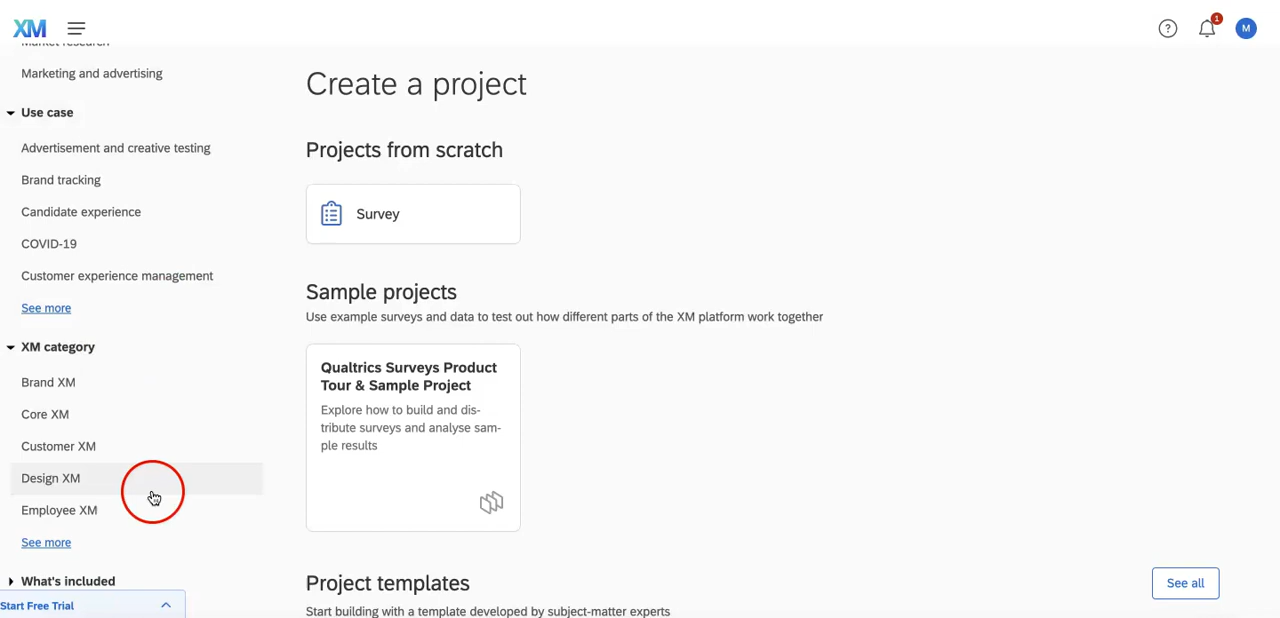 XM
1
M
Market research
Marketing and advertising
Use case
Advertisement and creative testing
Brand tracking
Candidate experience
COVID-19
Customer experience management
See more
XM category
Brand XM
Core XM
Customer XM
Design XM
Employee XM
See more
What's included
Start Free Trial
Create a project
Projects from scratch
Survey
Sample projects
Use example surveys and data to test out how different parts of the XM platform work together
Qualtrics Surveys Product
Tour & Sample Project
Explore how to build and dis-
tribute surveys and analyse sam-
ple results
Project templates
See all
Start building with a template developed by subject-matter experts